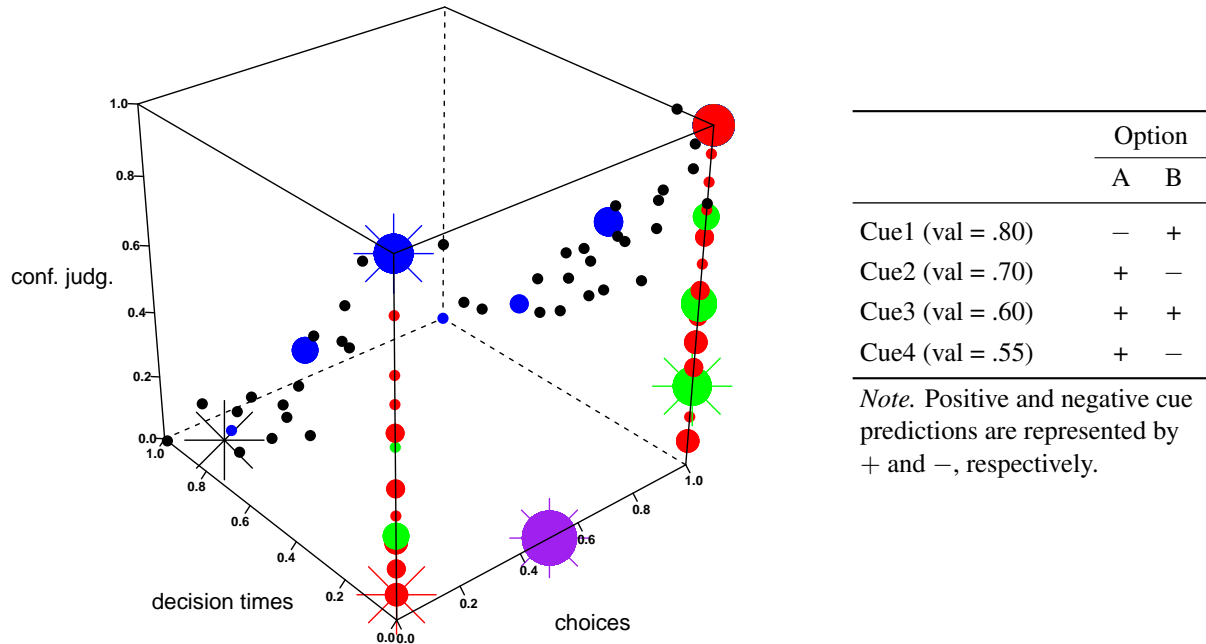 1.0
0.8
0.6
0.4
0.2
0.0
conf. judg.
1.0
0.8
0.6
0.4
0.2
0.0
decision times
0.0
0.2
0.4
0.6
0.8
1.0
choices
Option
A B
Cue1 (val = .80) − +
Cue2 (val = .70) + −
Cue3 (val = .60) + +
Cue4 (val = .55) + −
Note. Positive and negative cue
predictions are represented by
+ and −, respectively.